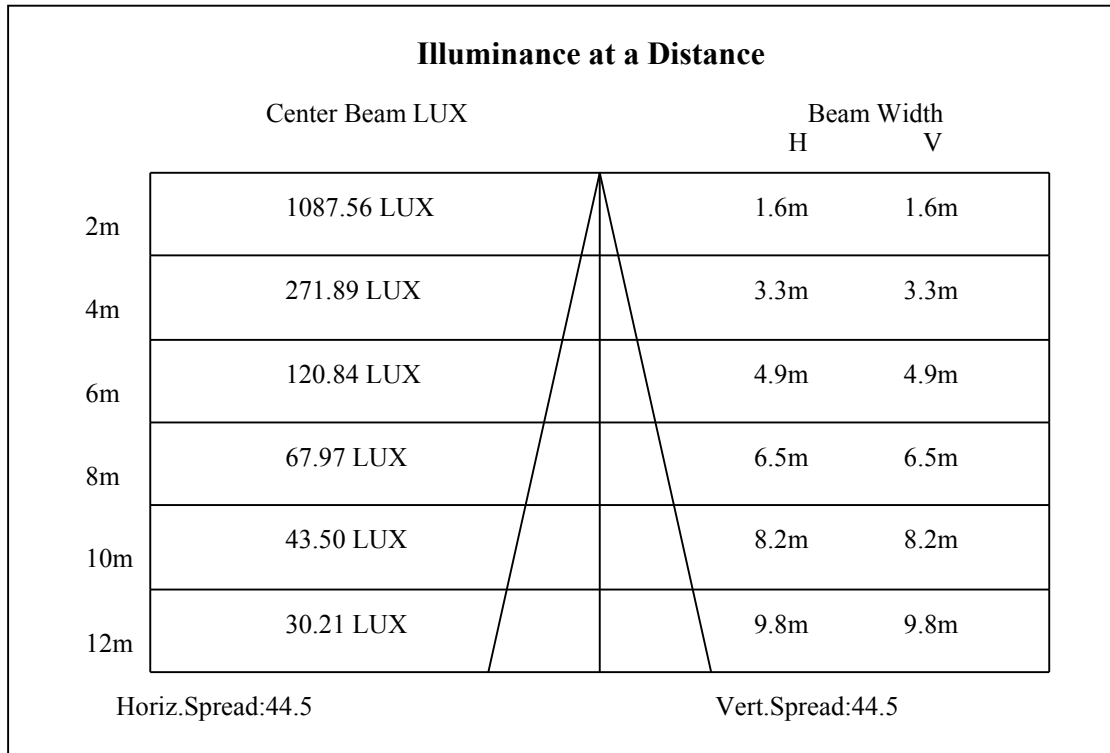 Illuminance at a Distance
Center Beam LUX Beam Width
H V
2m 1087.56 LUX 1.6m 1.6m
4m 271.89 LUX 3.3m 3.3m
6m 120.84 LUX 4.9m 4.9m
8m 67.97 LUX 6.5m 6.5m
10m 43.50 LUX 8.2m 8.2m
12m 30.21 LUX 9.8m 9.8m
Horiz.Spread:44.5 Vert.Spread:44.5